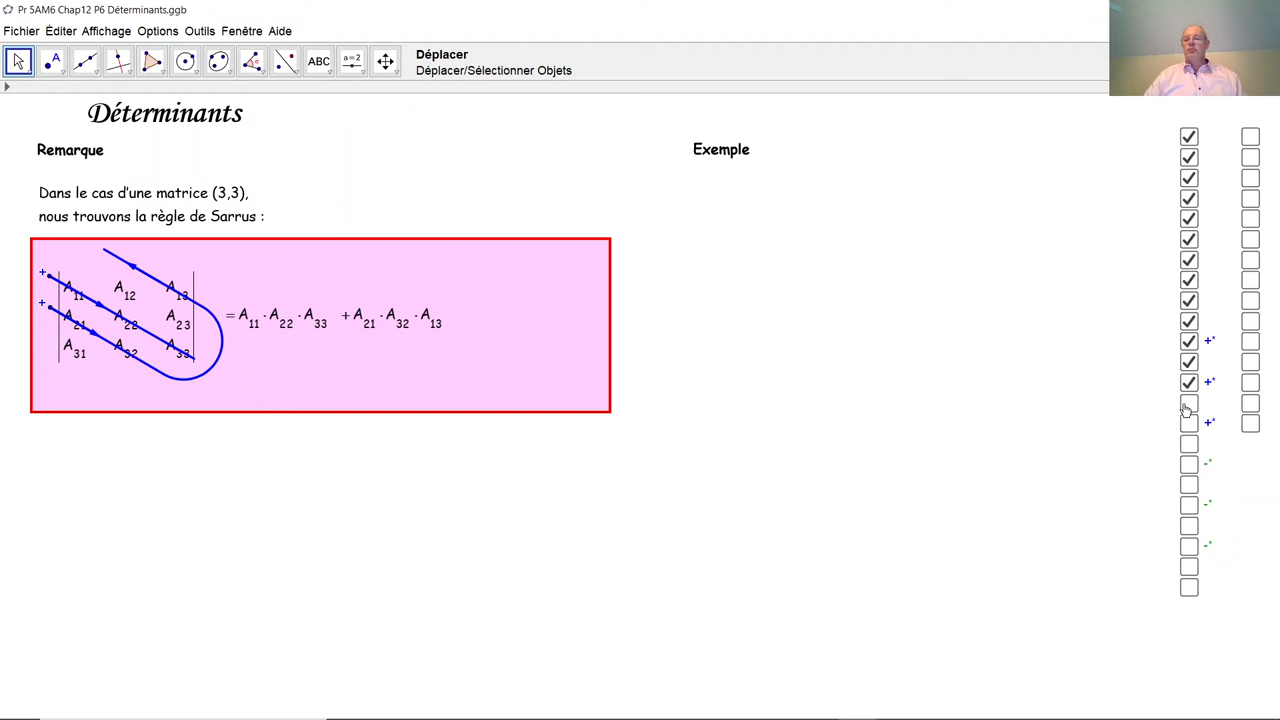 Pr 5AM6 Chap12 P6 Déterminants.ggb
Fichier Éditer Affichage Options Outils Fenêtre Aide
ABC
a=2
Déplacer
Déplacer/Sélectionner Objets
Déterminants
Remarque
Exemple
Dans le cas d'une matrice (3,3),
nous trouvons la règle de Sarrus :
+ A11 A12 A13
+ A21 A22 A23 = A11 · A22 · A33 + A21 · A32 · A13
A31 A32 A33
+*
+*
+*
-*
-*
-*